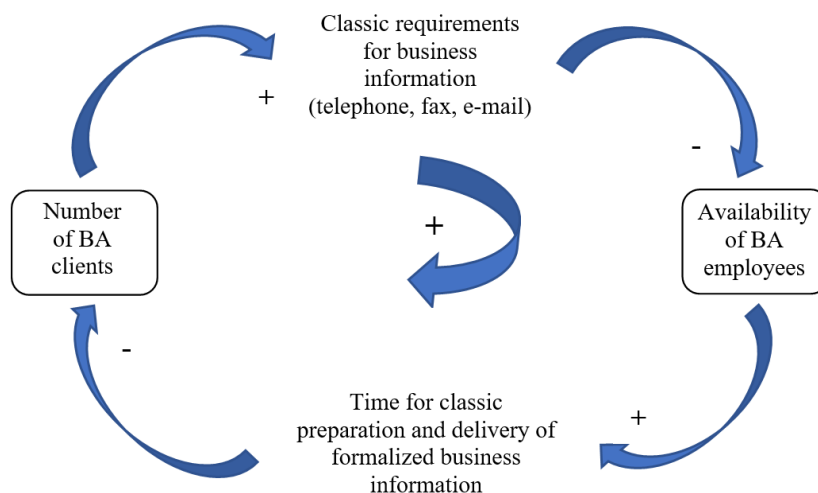 Classic requirements
for business
information
(telephone, fax, e-mail)
+
-
Number
of BA
clients
+
Availability
of BA
employees
-
Time for classic
preparation and delivery of
formalized business
information
+